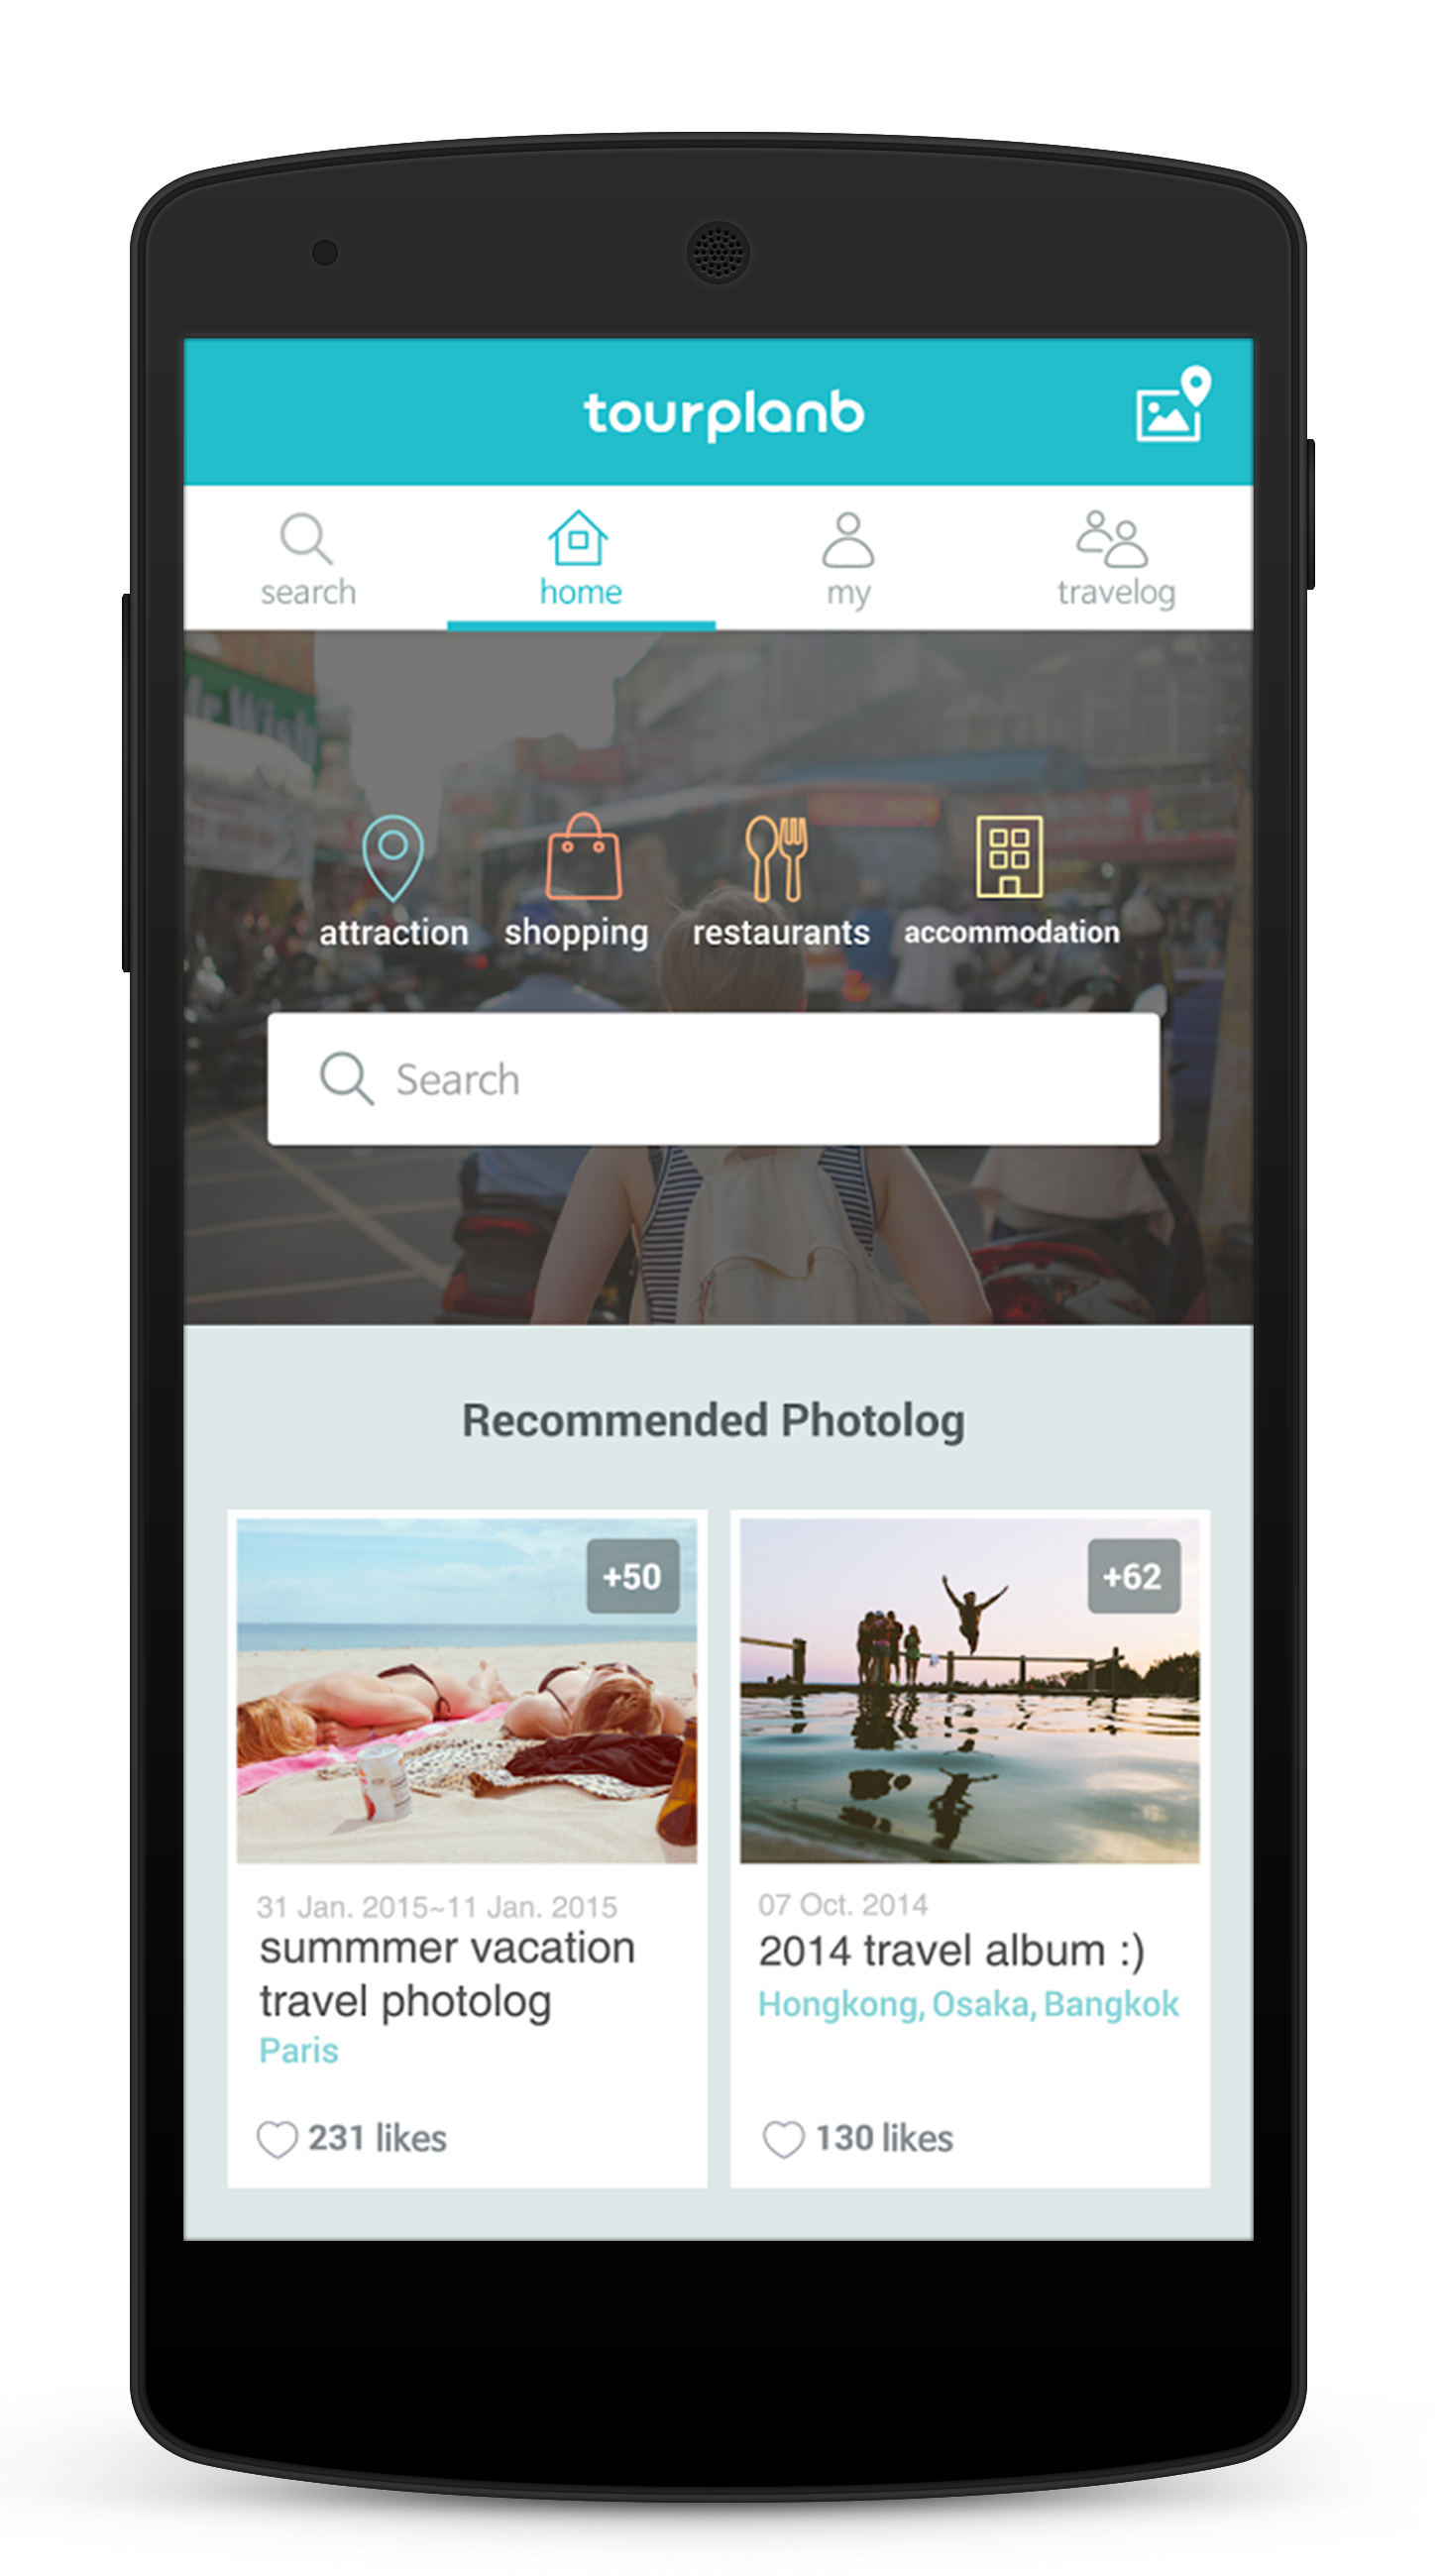 tourplanb
search
home
my
travelog
Mr Wish
attraction
shopping
restaurants
accommodation
Search
Recommended Photolog
+50
+62
31 Jan. 2015~11 Jan. 2015
summmer vacation
travel photolog
Paris
231 likes
07 Oct. 2014
2014 travel album :)
Hongkong, Osaka, Bangkok
130 likes